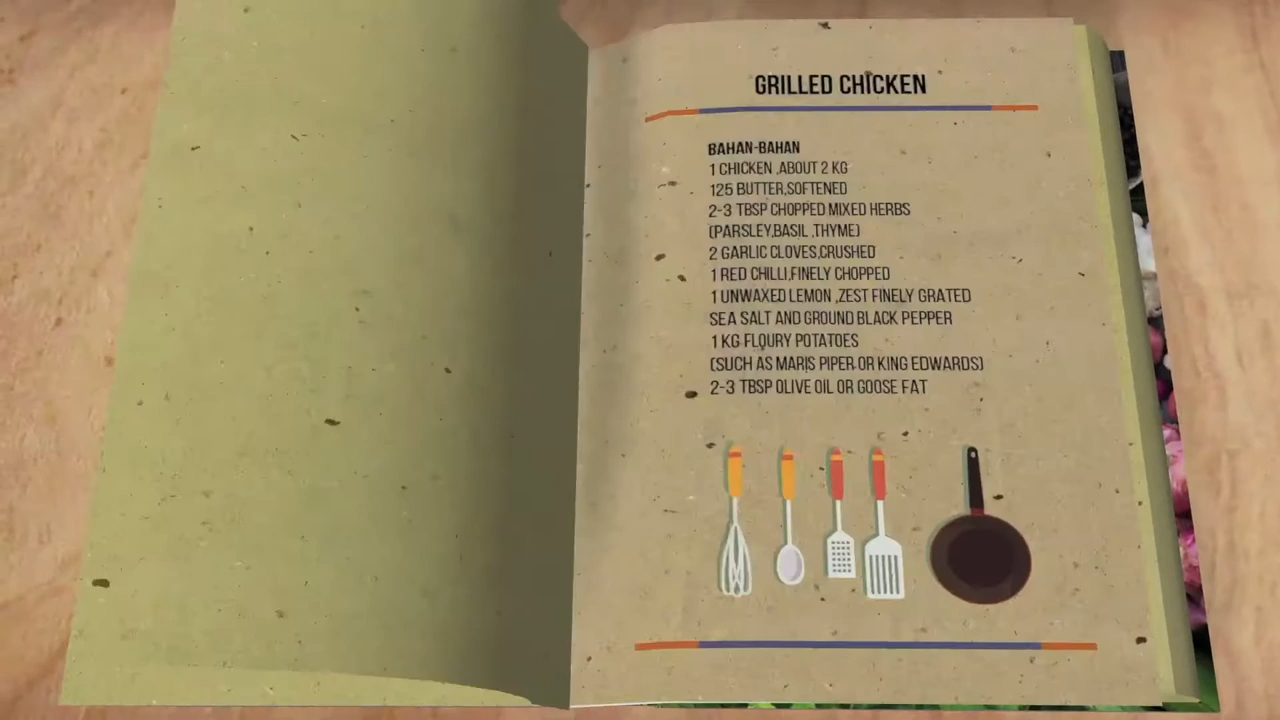 GRILLED CHICKEN
BAHAN-BAHAN
1 CHICKEN ,ABOUT 2 KG
125 BUTTER,SOFTENED
2-3 TBSP CHOPPED MIXED HERBS
(PARSLEY,BASIL ,THYME)
2 GARLIC CLOVES,CRUSHED
1 RED CHILLI,FINELY CHOPPED
1 UNWAXED LEMON ,ZEST FINELY GRATED
SEA SALT AND GROUND BLACK PEPPER
1 KG FLOURY POTATOES
(SUCH AS MARIS PIPER OR KING EDWARDS)
2-3 TBSP OLIVE OIL OR GOOSE FAT